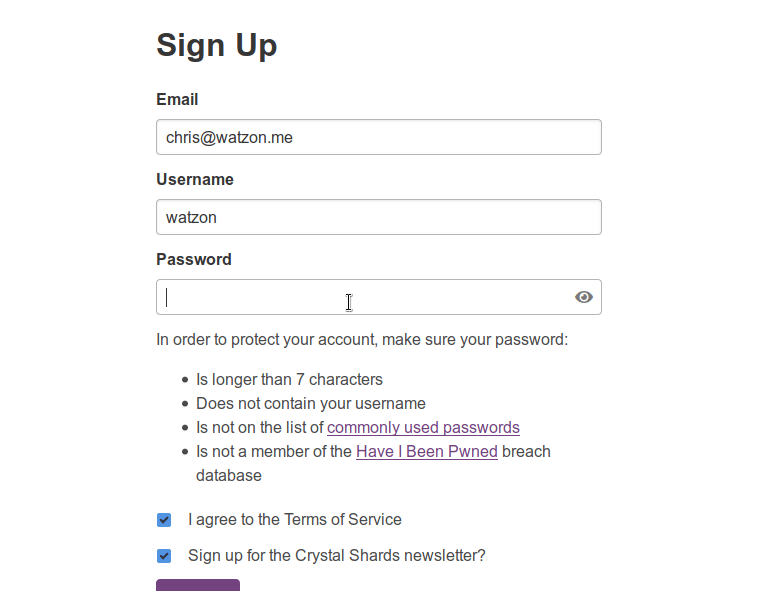 Sign Up
Email
chris@watzon.me
Username
watzon
Password
In order to protect your account, make sure your password:
Is longer than 7 characters
Does not contain your username
Is not on the list of commonly used passwords
Is not a member of the Have I Been Pwned breach
database
I agree to the Terms of Service
Sign up for the Crystal Shards newsletter?